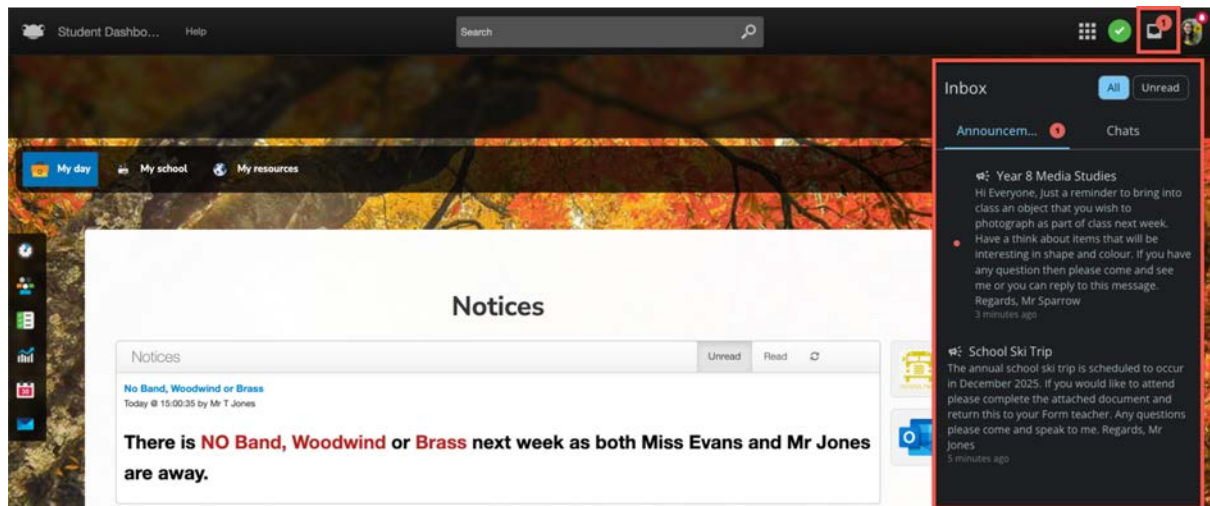 Student Dashbo...
Help
Search
1
Inbox
All
Unread
Announcem...
1
Chats
My day
My school
My resources
Year 8 Media Studies
Hi Everyone, Just a reminder to bring into
class an object that you wish to
photograph as part of class next week.
Have a think about items that will be
interesting in shape and colour. If you have
any question then please come and see
me or you can reply to this message.
Regards, Mr Sparrow
3 minutes ago
School Ski Trip
The annual school ski trip is scheduled to occur
in December 2025. If you would like to attend
please complete the attached document and
return this to your Form teacher. Any questions
please come and speak to me. Regards, Mr
Jones
5 minutes ago
Notices
Notices
Unread
Read
No Band, Woodwind or Brass
Today @ 15:00:35 by Mr T Jones
There is NO Band, Woodwind or Brass next week as both Miss Evans and Mr Jones
are away.